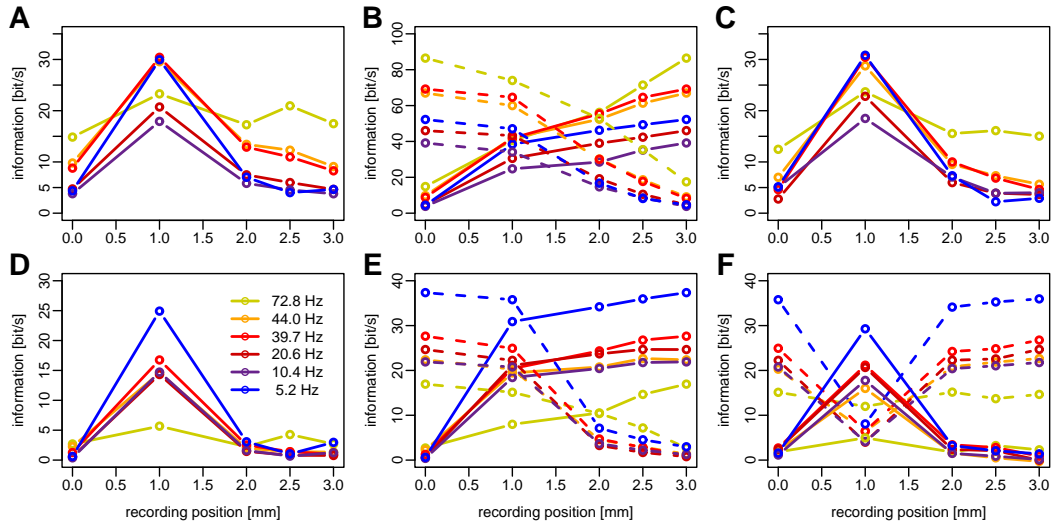 A B C
information [bit/s] information [bit/s] information [bit/s]
0 5 10 20 30
0 20 40 60 80 100
0 5 10 20 30
0.0 0.5 1.0 1.5 2.0 2.5 3.0
0.0 0.5 1.0 1.5 2.0 2.5 3.0
0.0 0.5 1.0 1.5 2.0 2.5 3.0
D E F
information [bit/s] information [bit/s] information [bit/s]
0 5 10 15 20 25 30
72.8 Hz
44.0 Hz
39.7 Hz
20.6 Hz
10.4 Hz
5.2 Hz
0 10 20 30 40
0 10 20 30 40
0.0 0.5 1.0 1.5 2.0 2.5 3.0
0.0 0.5 1.0 1.5 2.0 2.5 3.0
0.0 0.5 1.0 1.5 2.0 2.5 3.0
recording position [mm] recording position [mm] recording position [mm]